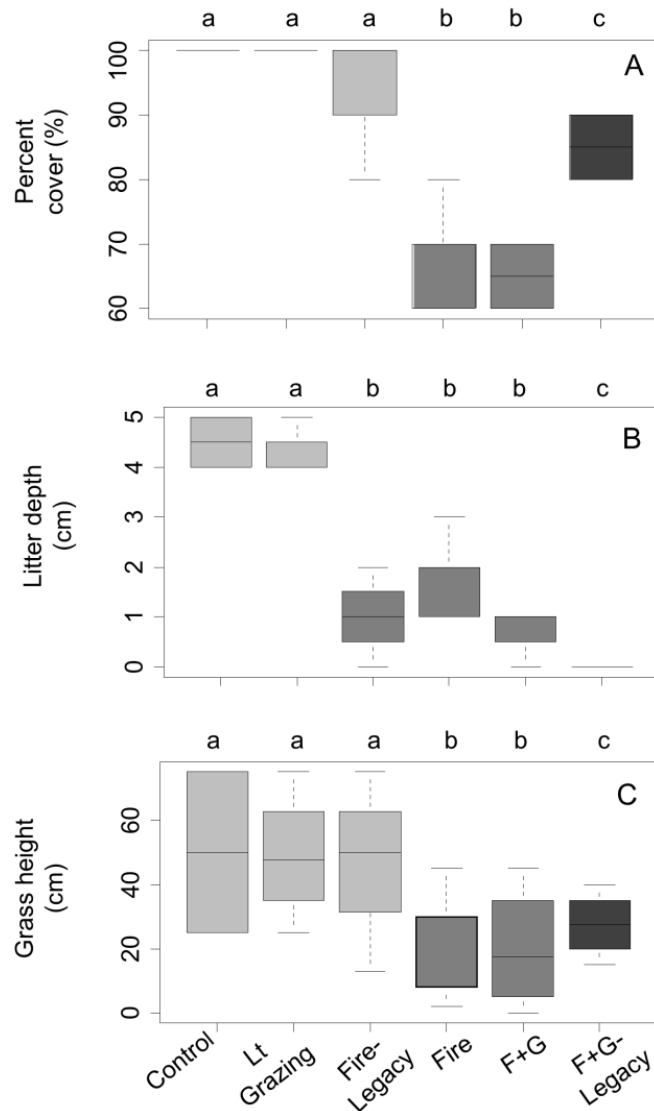 a a a b b c
A
Percent
cover (%)
100
90
80
70
60
a a b b b c
B
Litter depth
(cm)
5
4
3
2
1
0
a a a b b c
C
Grass height
(cm)
60
40
20
0
Control
Lt
Grazing
Fire-
Legacy
Fire
F+G
F+G-
Legacy